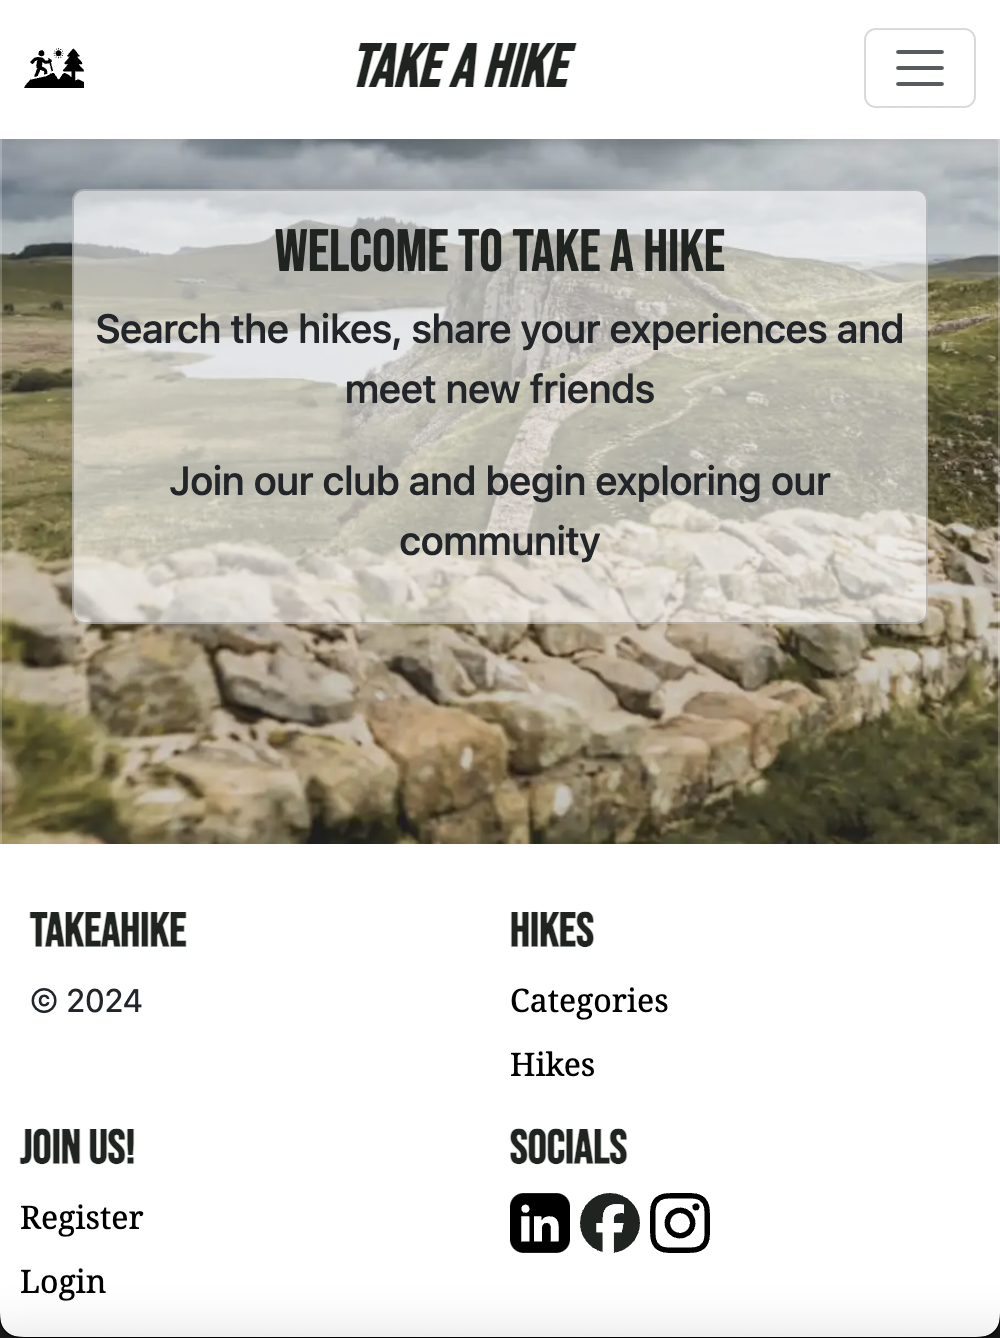 TAKE A HIKE
WELCOME TO TAKE A HIKE
Search the hikes, share your experiences and
meet new friends
Join our club and begin exploring our
community
TAKEAHIKE
© 2024
HIKES
Categories
Hikes
JOIN US!
Register
Login
SOCIALS
in f